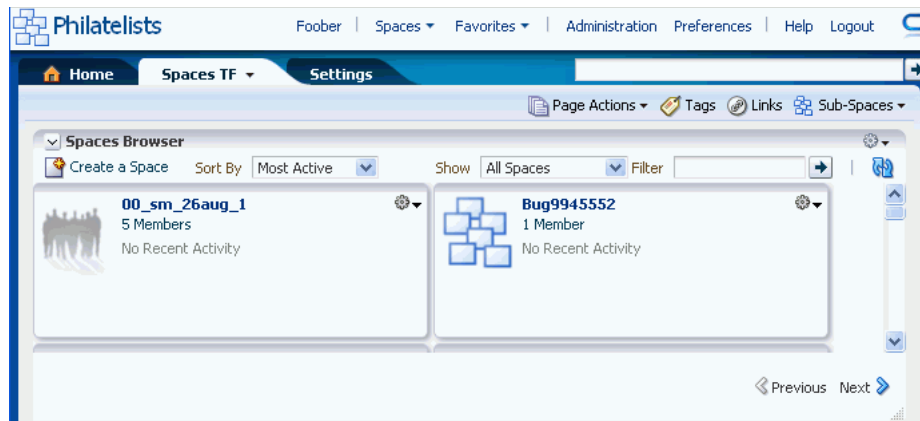 Philatelists Foober Spaces Favorites Administration Preferences Help Logout
Home Spaces TF Settings
Page Actions Tags Links Sub-Spaces
Spaces Browser
Create a Space Sort By Most Active Show All Spaces Filter
00_sm_26aug_1 Bug9945552
5 Members 1 Member
No Recent Activity No Recent Activity
Previous Next